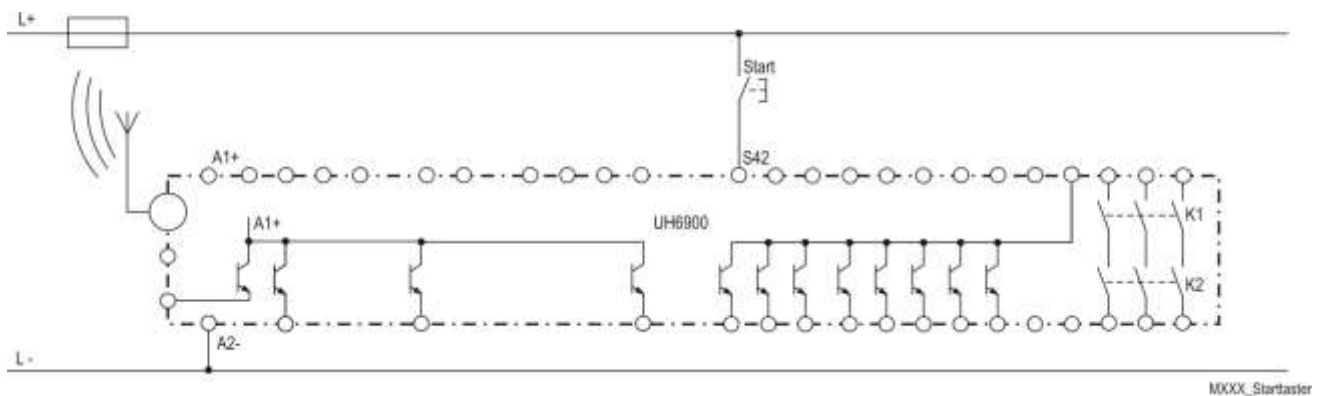 L+
Start
A1+
S42
A1+
UH6900
K1
K2
A2-
L -
MXXX_Starttaster